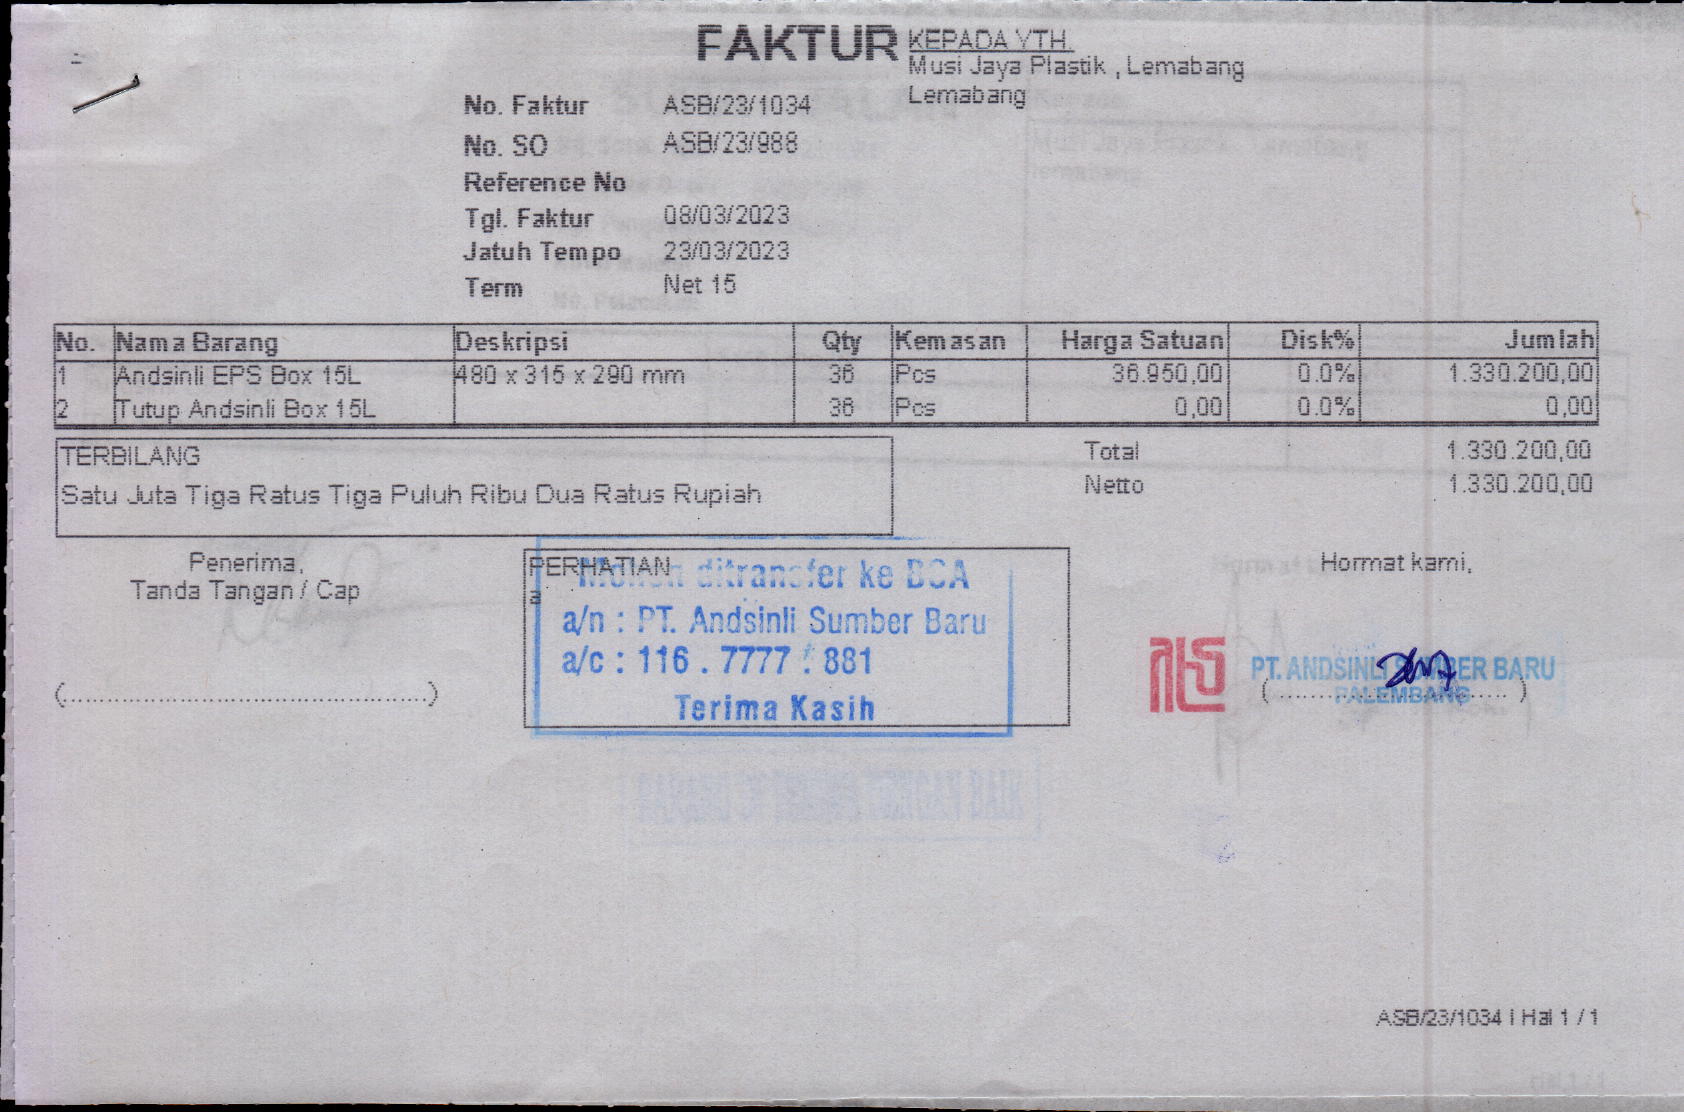 FAKTUR
KEPADA YTH.
Musi Jaya Plastik , Lemabang
Lemabang
No. Faktur ASB/23/1034
No. SO ASB/23/988
Reference No
Tgl. Faktur 08/03/2023
Jatuh Tempo 23/03/2023
Term Net 15
No. Nama Barang Deskripsi Qty Kemasan Harga Satuan Disk% Jumlah
1 Andsinli EPS Box 15L 480 x 315 x 290 mm 36 Pcs 36.950,00 0.0% 1.330.200,00
2 Tutup Andsinli Box 15L 36 Pcs 0,00 0.0% 0,00
TERBILANG
Satu Juta Tiga Ratus Tiga Puluh Ribu Dua Ratus Rupiah
Total 1.330.200,00
Netto 1.330.200,00
Penerima,
Tanda Tangan / Cap
(................................................)
PERHATIAN
a
Mohon ditransfer ke BCA
a/n : PT. Andsinli Sumber Baru
a/c : 116 . 7777 . 881
Terima Kasih
Hormat kami,
PT. ANDSINLI SUMBER BARU
PALEMBANG
ASB/23/1034 | Hal 1 / 1